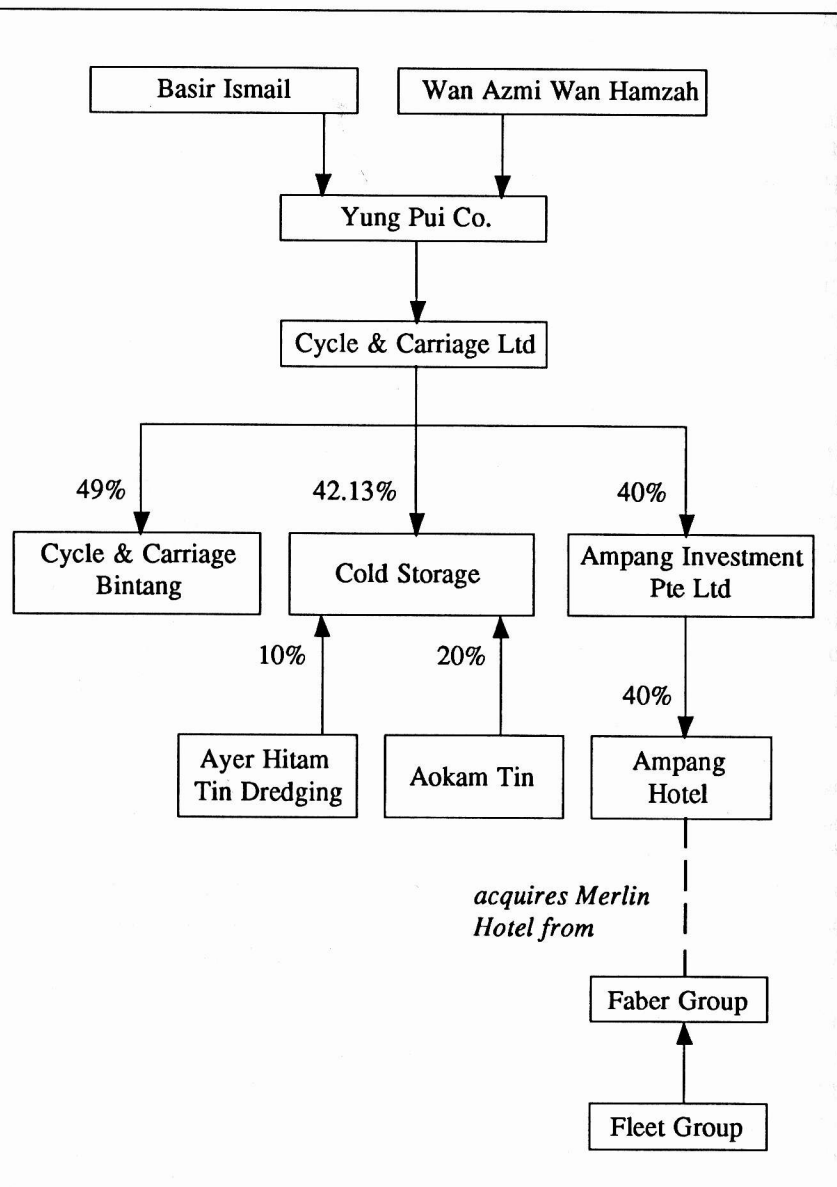 Basir Ismail
Wan Azmi Wan Hamzah
Yung Pui Co.
Cycle & Carriage Ltd
49%
42.13%
40%
Cycle & Carriage
Bintang
Cold Storage
Ampang Investment
Pte Ltd
10%
20%
40%
Ayer Hitam
Tin Dredging
Aokam Tin
Ampang
Hotel
acquires Merlin
Hotel from
Faber Group
Fleet Group